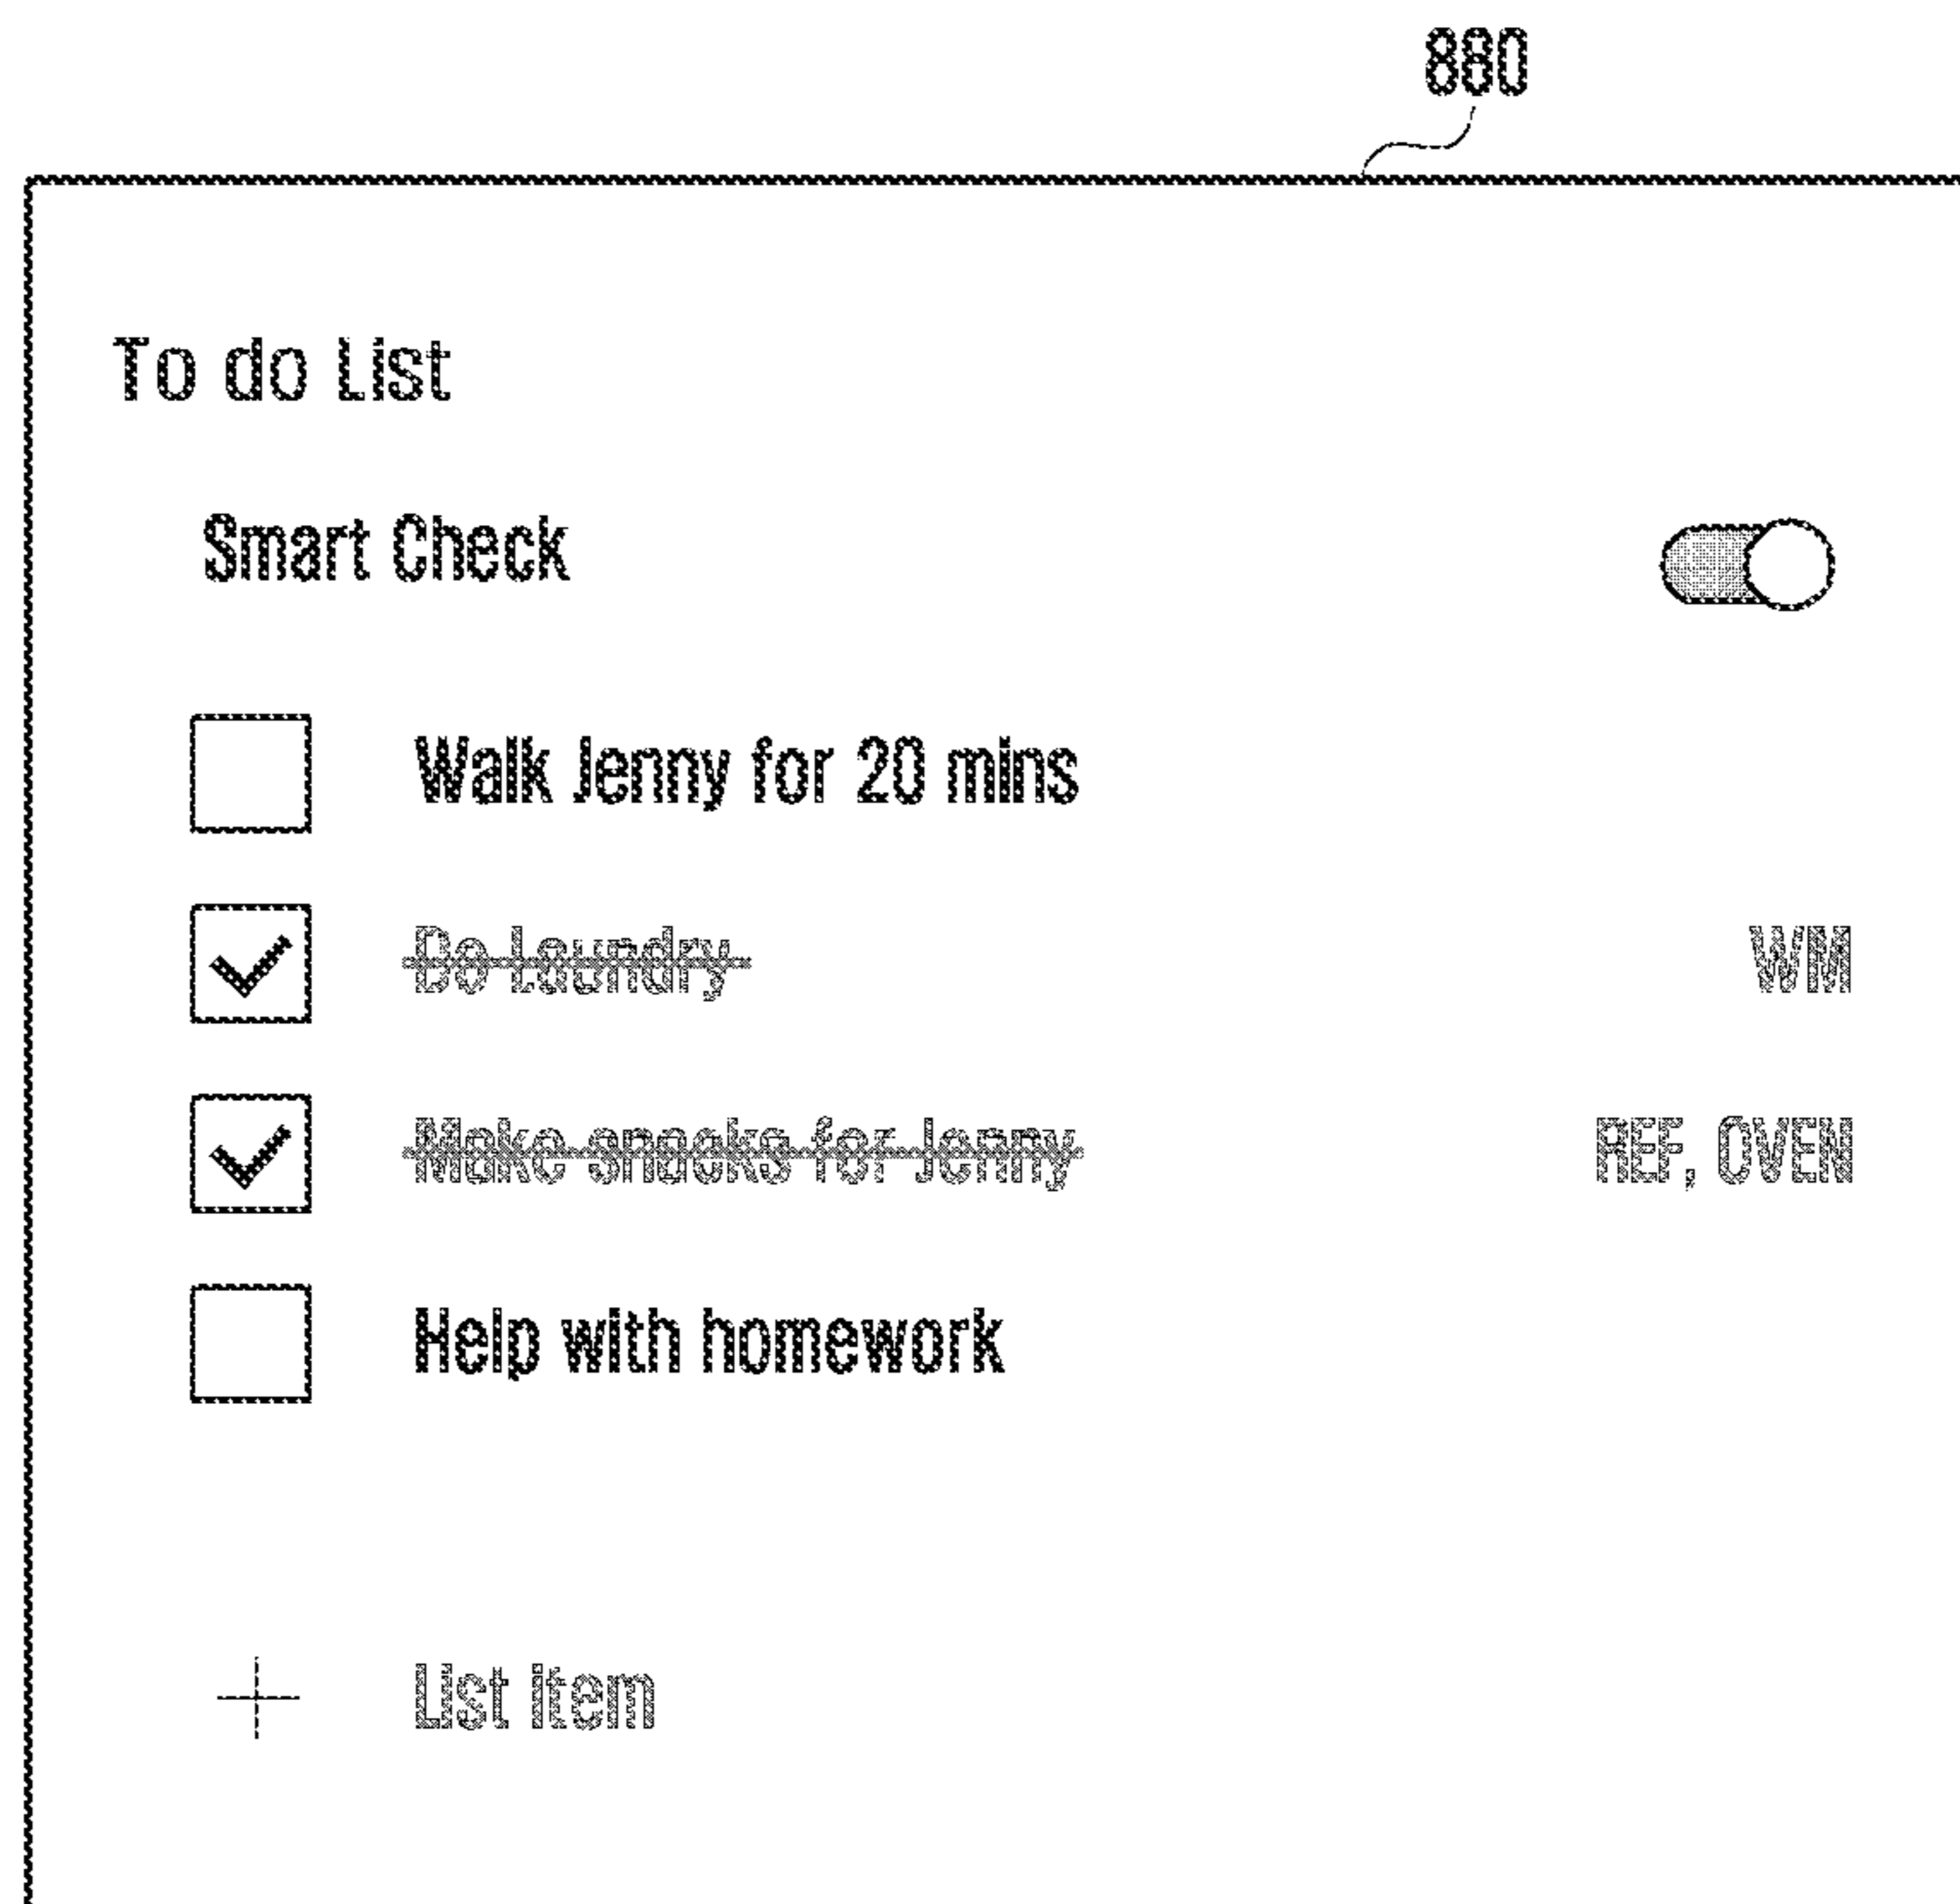 880
To do List
Smart Check
Walk Jenny for 20 mins
Do Laundry WM
Make snacks for Jenny REF, OVEN
Help with homework
List item